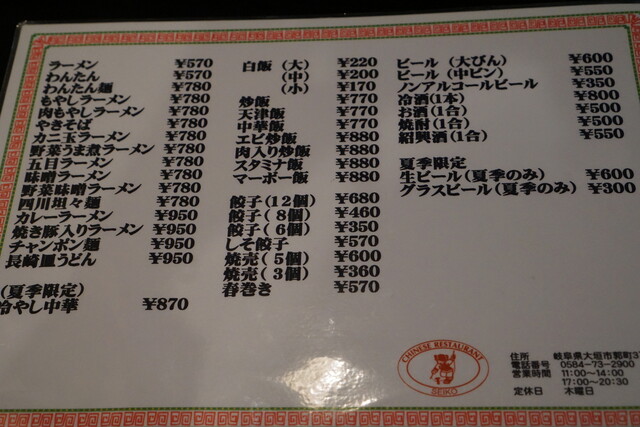 ラーメン ¥570
わんたん ¥570
わんたん麺 ¥780
もやしラーメン ¥780
肉もやしラーメン ¥780
やきそば ¥780
カニ玉ラーメン ¥780
野菜うま煮ラーメン ¥780
五目ラーメン ¥780
味噌ラーメン ¥780
野菜味噌ラーメン ¥780
四川坦々麺 ¥780
カレーラーメン ¥950
焼き豚入りラーメン ¥950
チャンポン麺 ¥950
長崎皿うどん ¥950
(夏季限定)
冷やし中華 ¥870
白飯(大) ¥220
(中) ¥200
(小) ¥170
炒飯 ¥770
天津飯 ¥770
中華飯 ¥770
エビ炒飯 ¥880
肉入り炒飯 ¥880
スタミナ飯 ¥880
マーボー飯 ¥880
餃子(12個) ¥680
餃子(8個) ¥460
餃子(6個) ¥350
しそ餃子 ¥570
焼売(5個) ¥600
焼売(3個) ¥360
春巻き ¥570
ビール(大びん) ¥600
ビール(中ビン) ¥550
ノンアルコールビール ¥350
冷酒(1本) ¥800
お酒(1合) ¥500
焼酎(1合) ¥500
紹興酒(1合) ¥550
夏季限定
生ビール(夏季のみ) ¥600
グラスビール(夏季のみ) ¥300
CHINESE RESTAURANT
SEIKO
住所 岐阜県大垣市郭町3
電話番号 0584-73-2900
営業時間 11:00〜14:00
17:00〜20:30
定休日 木曜日